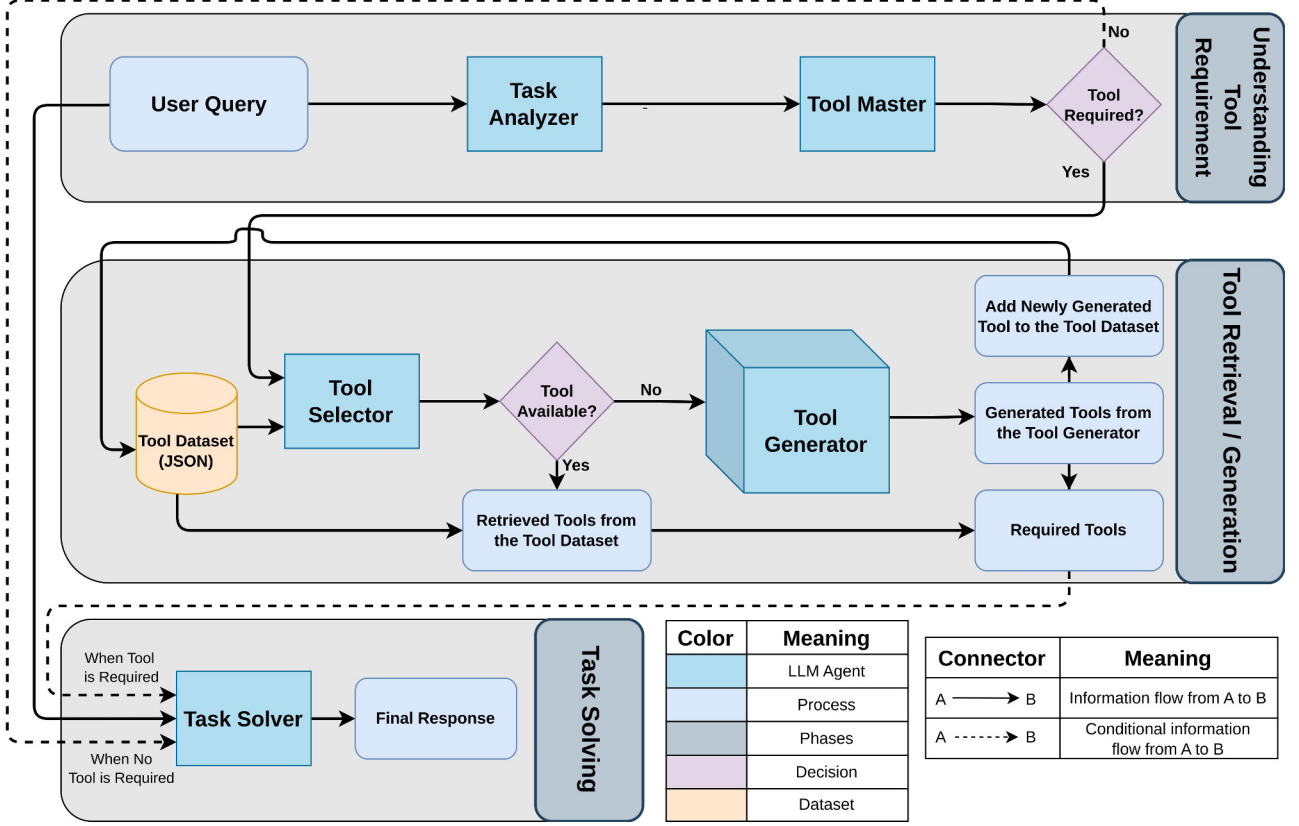 No
User Query
Task
Analyzer
Tool Master
Tool
Required?
Understanding
Tool
Requirement
Yes
Add Newly Generated
Tool to the Tool Dataset
Tool
Selector
Tool
Available?
No
Tool
Generator
Generated Tools from
the Tool Generator
Tool Dataset
(JSON)
Yes
Retrieved Tools from
the Tool Dataset
Required Tools
Tool Retrieval / Generation
When Tool
is Required
Task Solver
Final Response
When No
Tool is Required
Task Solving
Color Meaning
LLM Agent
Process
Phases
Decision
Dataset
Connector Meaning
A B Information flow from A to B
A B Conditional information
flow from A to B